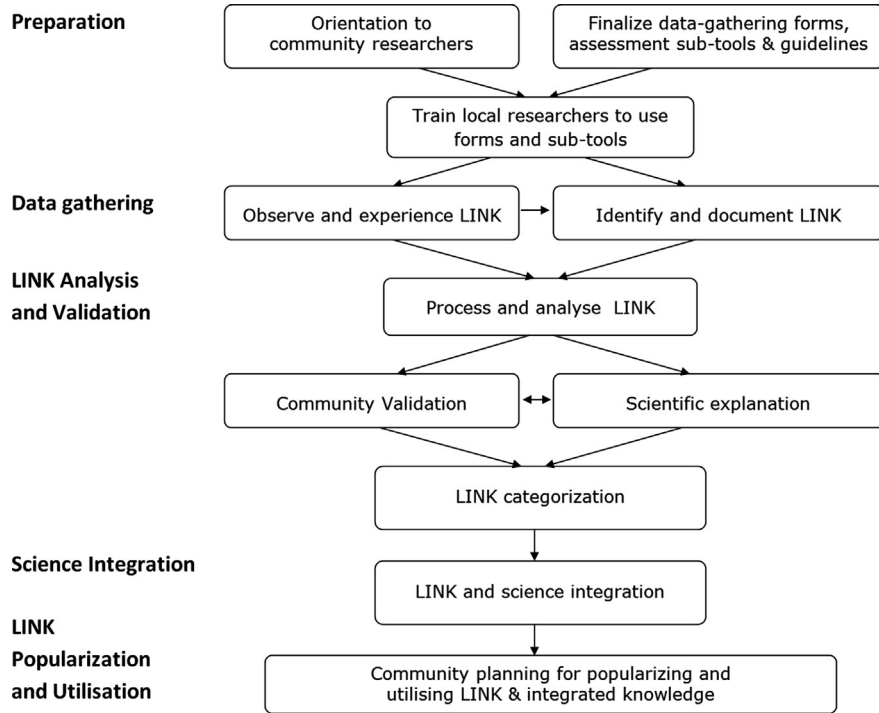 Preparation
Orientation to
community researchers
Finalize data-gathering forms,
assessment sub-tools & guidelines
Train local researchers to use
forms and sub-tools
Data gathering
Observe and experience LINK
Identify and document LINK
LINK Analysis
and Validation
Process and analyse LINK
Community Validation
Scientific explanation
LINK categorization
Science Integration
LINK and science integration
LINK
Popularization
and Utilisation
Community planning for popularizing and
utilising LINK & integrated knowledge